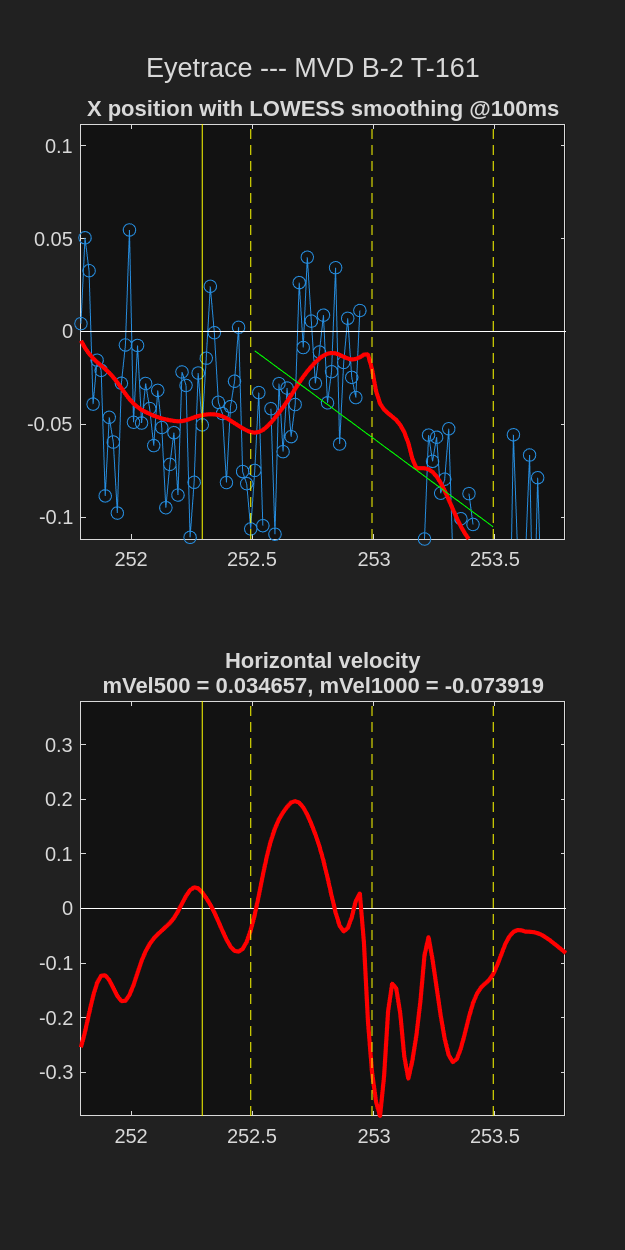 Eyetrace --- MVD B-2 T-161
X position with LOWESS smoothing @100ms
0.1
0.05
0
-0.05
-0.1
252 252.5 253 253.5
Horizontal velocity
mVel500 = 0.034657, mVel1000 = -0.073919
0.3
0.2
0.1
0
-0.1
-0.2
-0.3
252 252.5 253 253.5